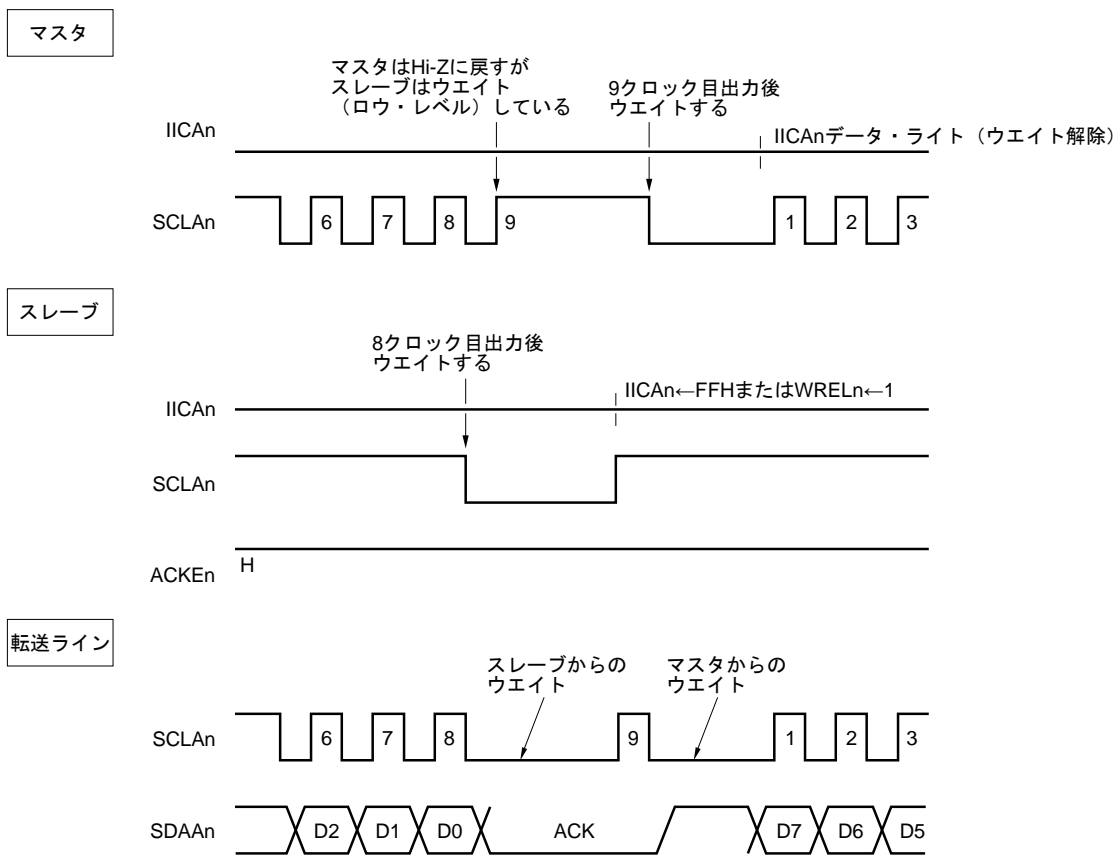 マスタ
マスタはHi-Zに戻すが
スレーブはウエイト
（ロウ・レベル）している
9クロック目出力後
ウエイトする
IICAn
IICAnデータ・ライト（ウエイト解除）
SCLAn
6 7 8 9 1 2 3
スレーブ
8クロック目出力後
ウエイトする
IICAn←FFHまたはWRELn←1
IICAn
SCLAn
H
ACKEn
転送ライン
スレーブからの
ウエイト
マスタからの
ウエイト
SCLAn
6 7 8 9 1 2 3
SDAAn
D2 D1 D0 ACK D7 D6 D5